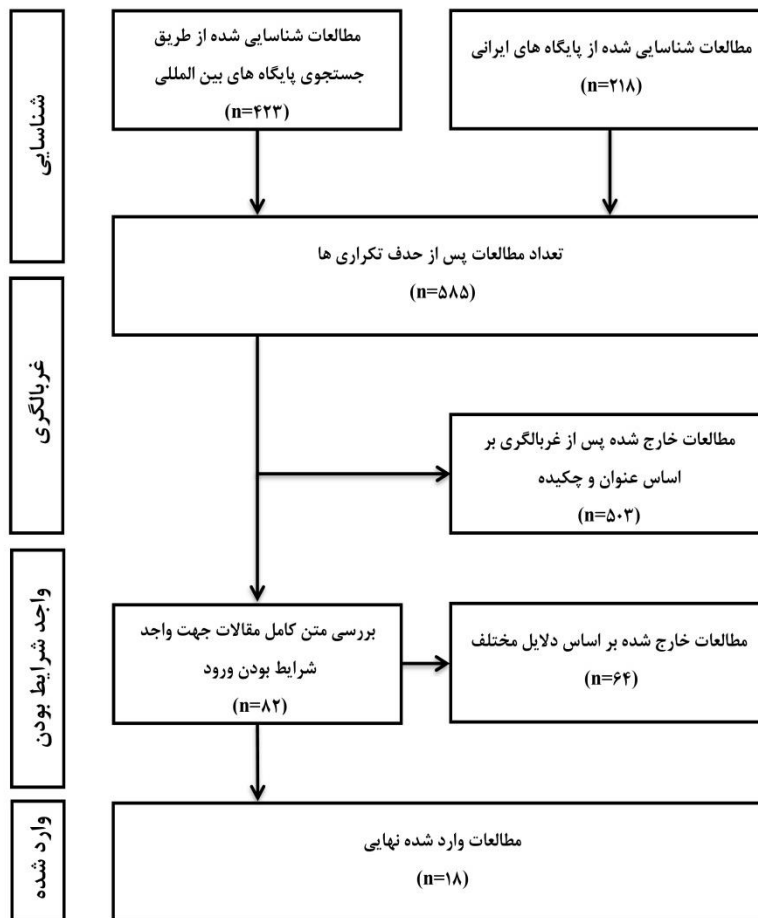 شناسایی
مطالعات شناسایی شده از پایگاه های ایرانی
(n=۲۱۸)
مطالعات شناسایی شده از طریق
جستجوی پایگاه های بین المللی
(n=۴۲۳)
تعداد مطالعات پس از حذف تکراری ها
(n=۵۸۵)
غربالگری
مطالعات خارج شده پس از غربالگری بر
اساس عنوان و چکیده
(n=۵۰۳)
واجد شرایط بودن
بررسی متن کامل مقالات جهت واجد
شرایط بودن ورود
(n=۸۲)
مطالعات خارج شده بر اساس دلایل مختلف
(n=۶۴)
وارد شده
مطالعات وارد شده نهایی
(n=۱۸)